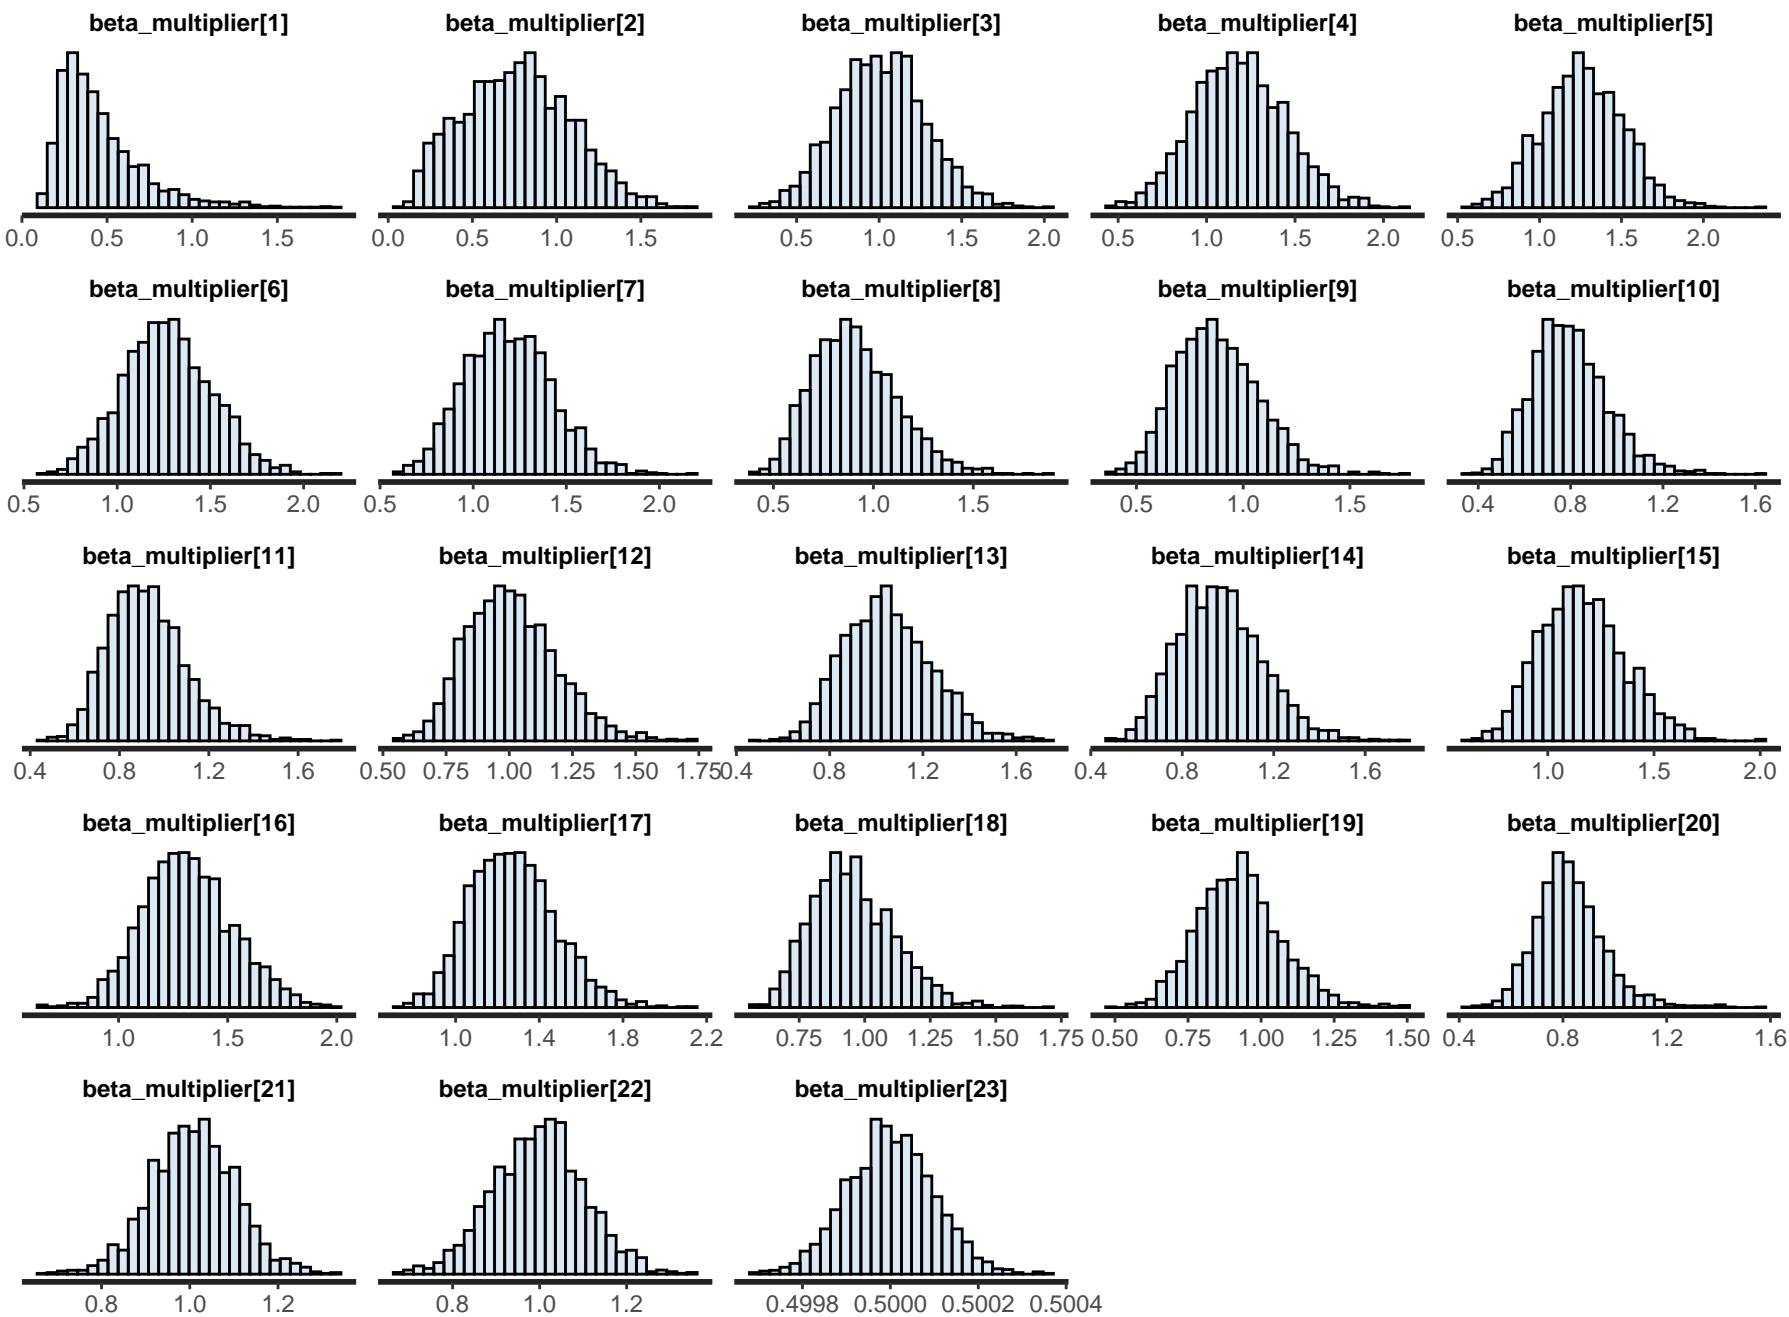 beta_multiplier[1] beta_multiplier[2] beta_multiplier[3] beta_multiplier[4] beta_multiplier[5]
0.0 0.5 1.0 1.5 0.0 0.5 1.0 1.5 0.5 1.0 1.5 2.0 0.5 1.0 1.5 2.0 0.5 1.0 1.5 2.0
beta_multiplier[6] beta_multiplier[7] beta_multiplier[8] beta_multiplier[9] beta_multiplier[10]
0.5 1.0 1.5 2.0 0.5 1.0 1.5 2.0 0.5 1.0 1.5 0.5 1.0 1.5 0.4 0.8 1.2 1.6
beta_multiplier[11] beta_multiplier[12] beta_multiplier[13] beta_multiplier[14] beta_multiplier[15]
0.4 0.8 1.2 1.6 0.50 0.75 1.00 1.25 1.50 1.75 0.4 0.8 1.2 1.6 0.4 0.8 1.2 1.6 1.0 1.5 2.0
beta_multiplier[16] beta_multiplier[17] beta_multiplier[18] beta_multiplier[19] beta_multiplier[20]
1.0 1.5 2.0 1.0 1.4 1.8 2.2 0.75 1.00 1.25 1.50 1.75 0.50 0.75 1.00 1.25 1.50 0.4 0.8 1.2 1.6
beta_multiplier[21] beta_multiplier[22] beta_multiplier[23]
0.8 1.0 1.2 0.8 1.0 1.2 0.4998 0.5000 0.5002 0.5004